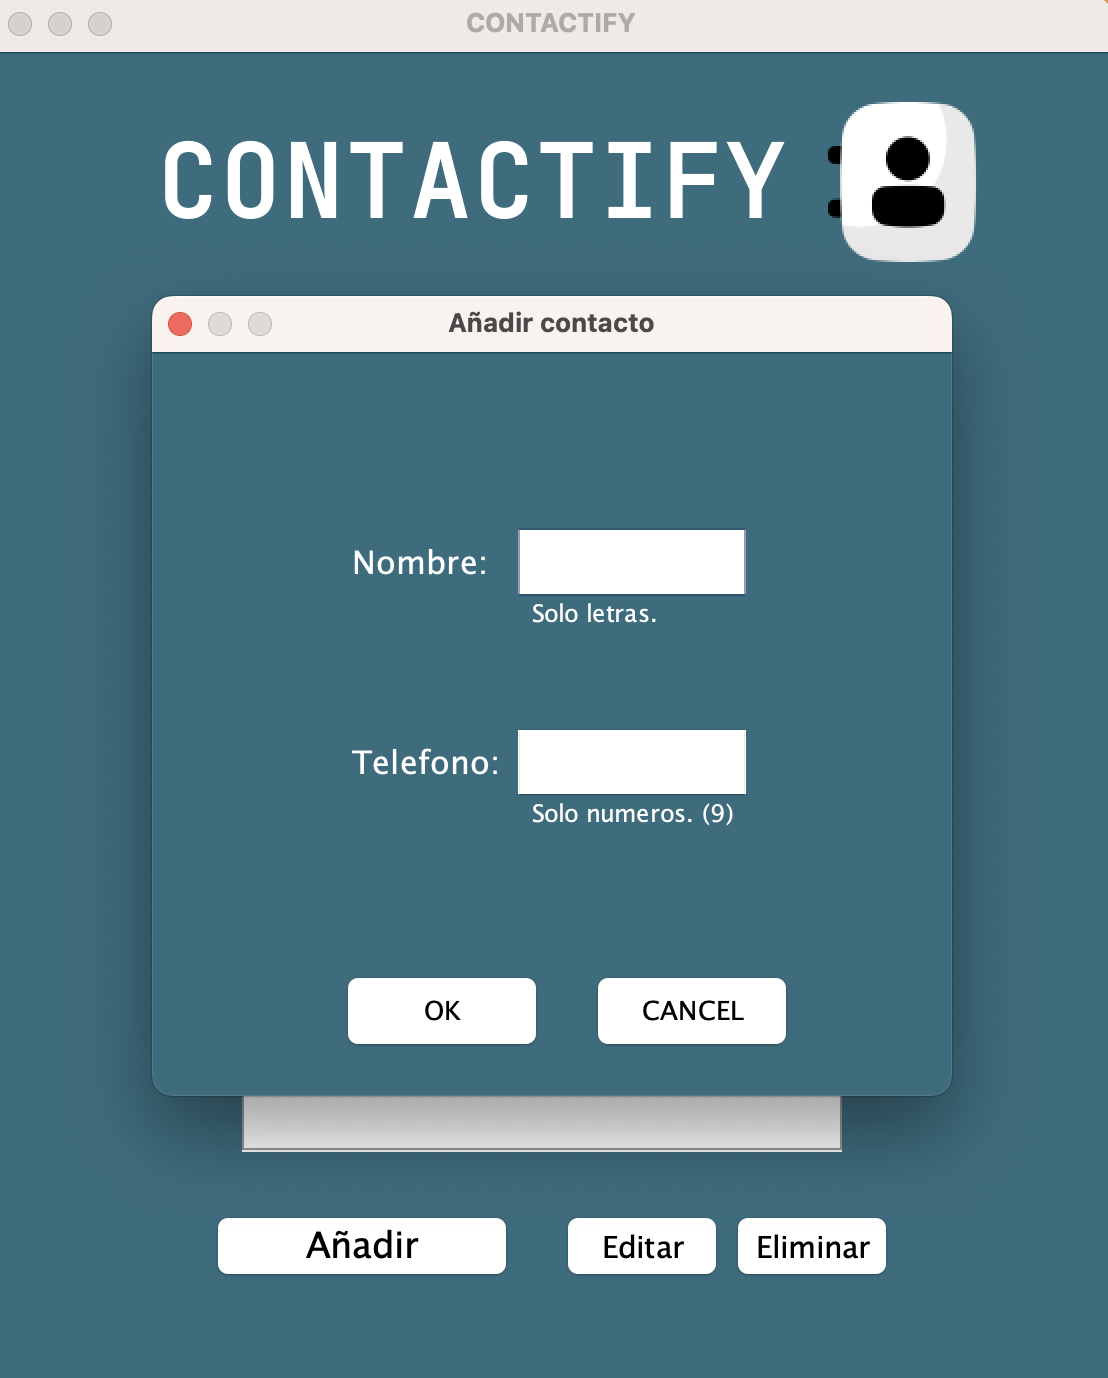 CONTACTIFY
CONTACTIFY
Añadir contacto
Nombre:
Solo letras.
Telefono:
Solo numeros. (9)
OK CANCEL
Añadir Editar Eliminar